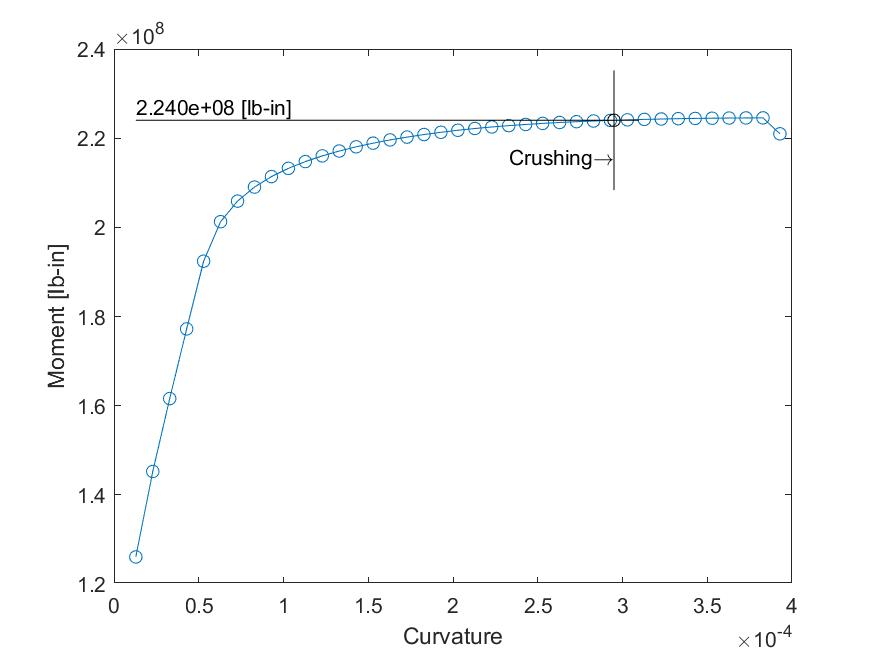 ×10⁸
2.4
2.2
2
1.8
1.6
1.4
1.2
Moment [lb-in]
2.240e+08 [lb-in]
Crushing→
0 0.5 1 1.5 2 2.5 3 3.5 4
Curvature
×10⁻⁴